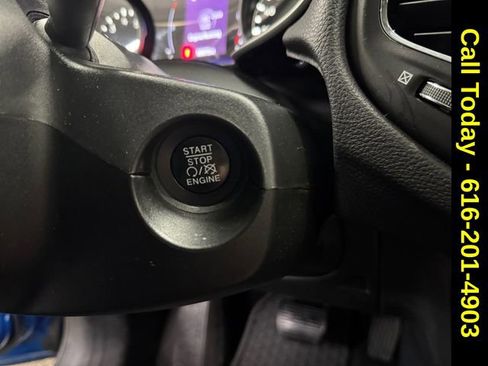 START
STOP
ENGINE
Call Today - 616-201-4903